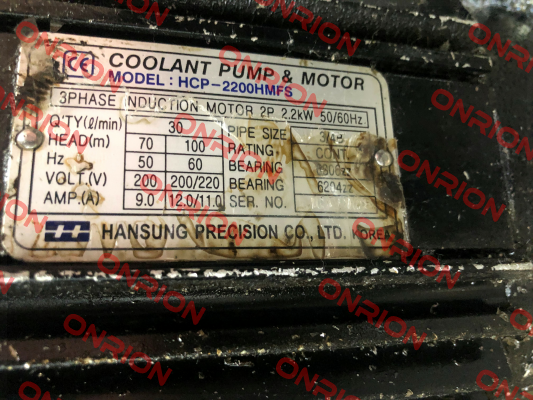 CE COOLANT PUMP & MOTOR
MODEL : HCP-2200HMFS
3PHASE INDUCTION MOTOR 2P 2.2kW 50/60Hz
Q'TY(ℓ/min) 30 PIPE SIZE
HEAD(m) 70 100 RATING CONT.
Hz 50 60 BEARING
VOLT.(V) 200 200/220 BEARING 6204zz
AMP.(A) 9.0 12.0/11.0 SER. NO.
HANSUNG PRECISION CO., LTD. KOREA
ONRION